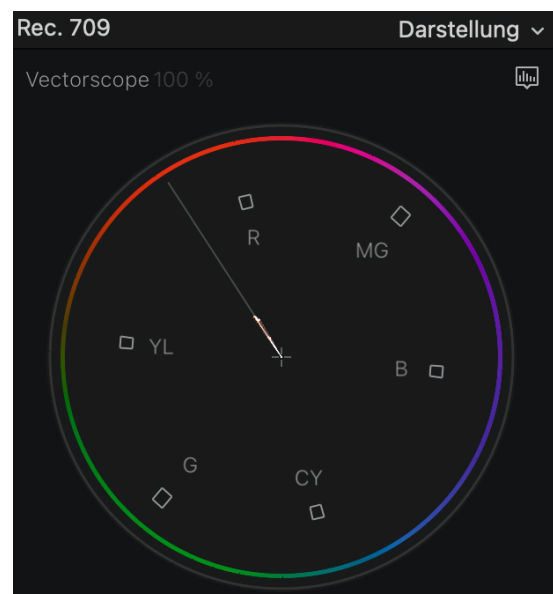 Rec. 709 Darstellung
Vectorscope 100 %
R
MG
YL
B
G
CY